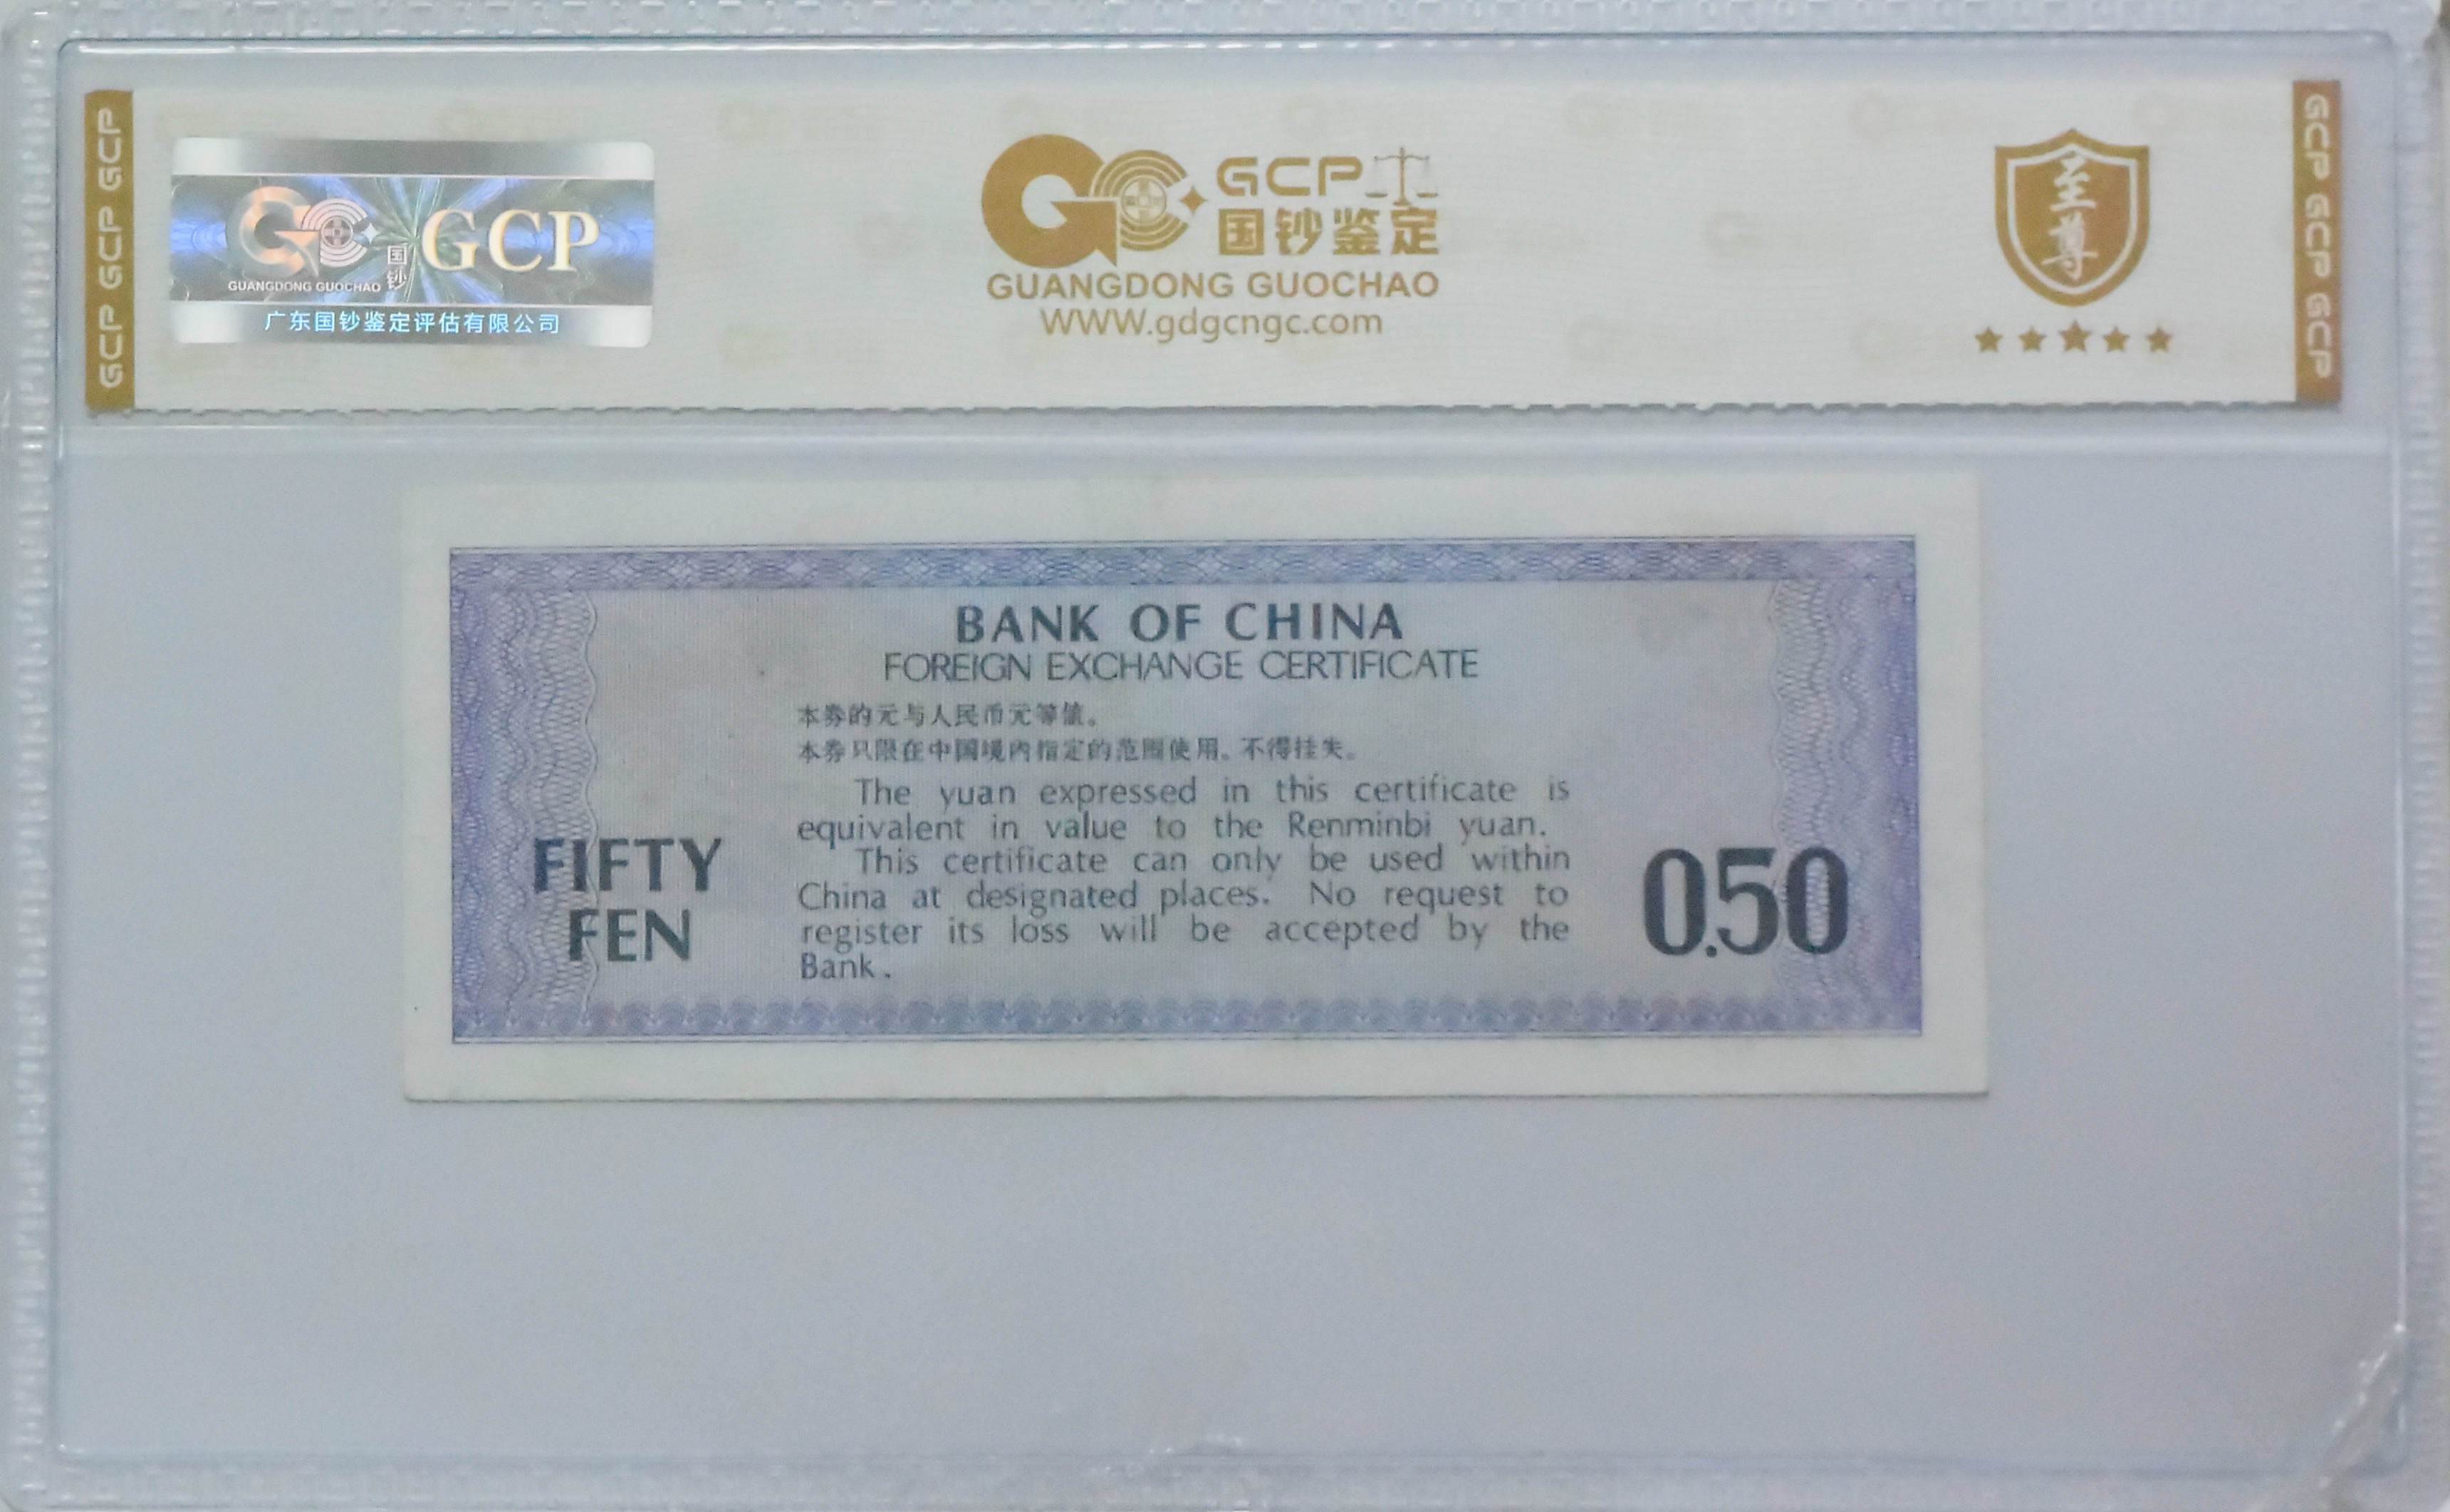 GCP GCP GCP
GUANGDONG GUOCHAO
国钞
GCP
广东国钞鉴定评估有限公司
GCP
国钞鉴定
GUANGDONG GUOCHAO
WWW.gdgcngc.com
至尊
GCP GCP GCP
BANK OF CHINA
FOREIGN EXCHANGE CERTIFICATE
本券的元与人民币元等值。
本券只限在中国境内指定的范围使用。不得挂失。
The yuan expressed in this certificate is
equivalent in value to the Renminbi yuan.
This certificate can only be used within
China at designated places. No request to
register its loss will be accepted by the
Bank.
FIFTY
FEN
0.50